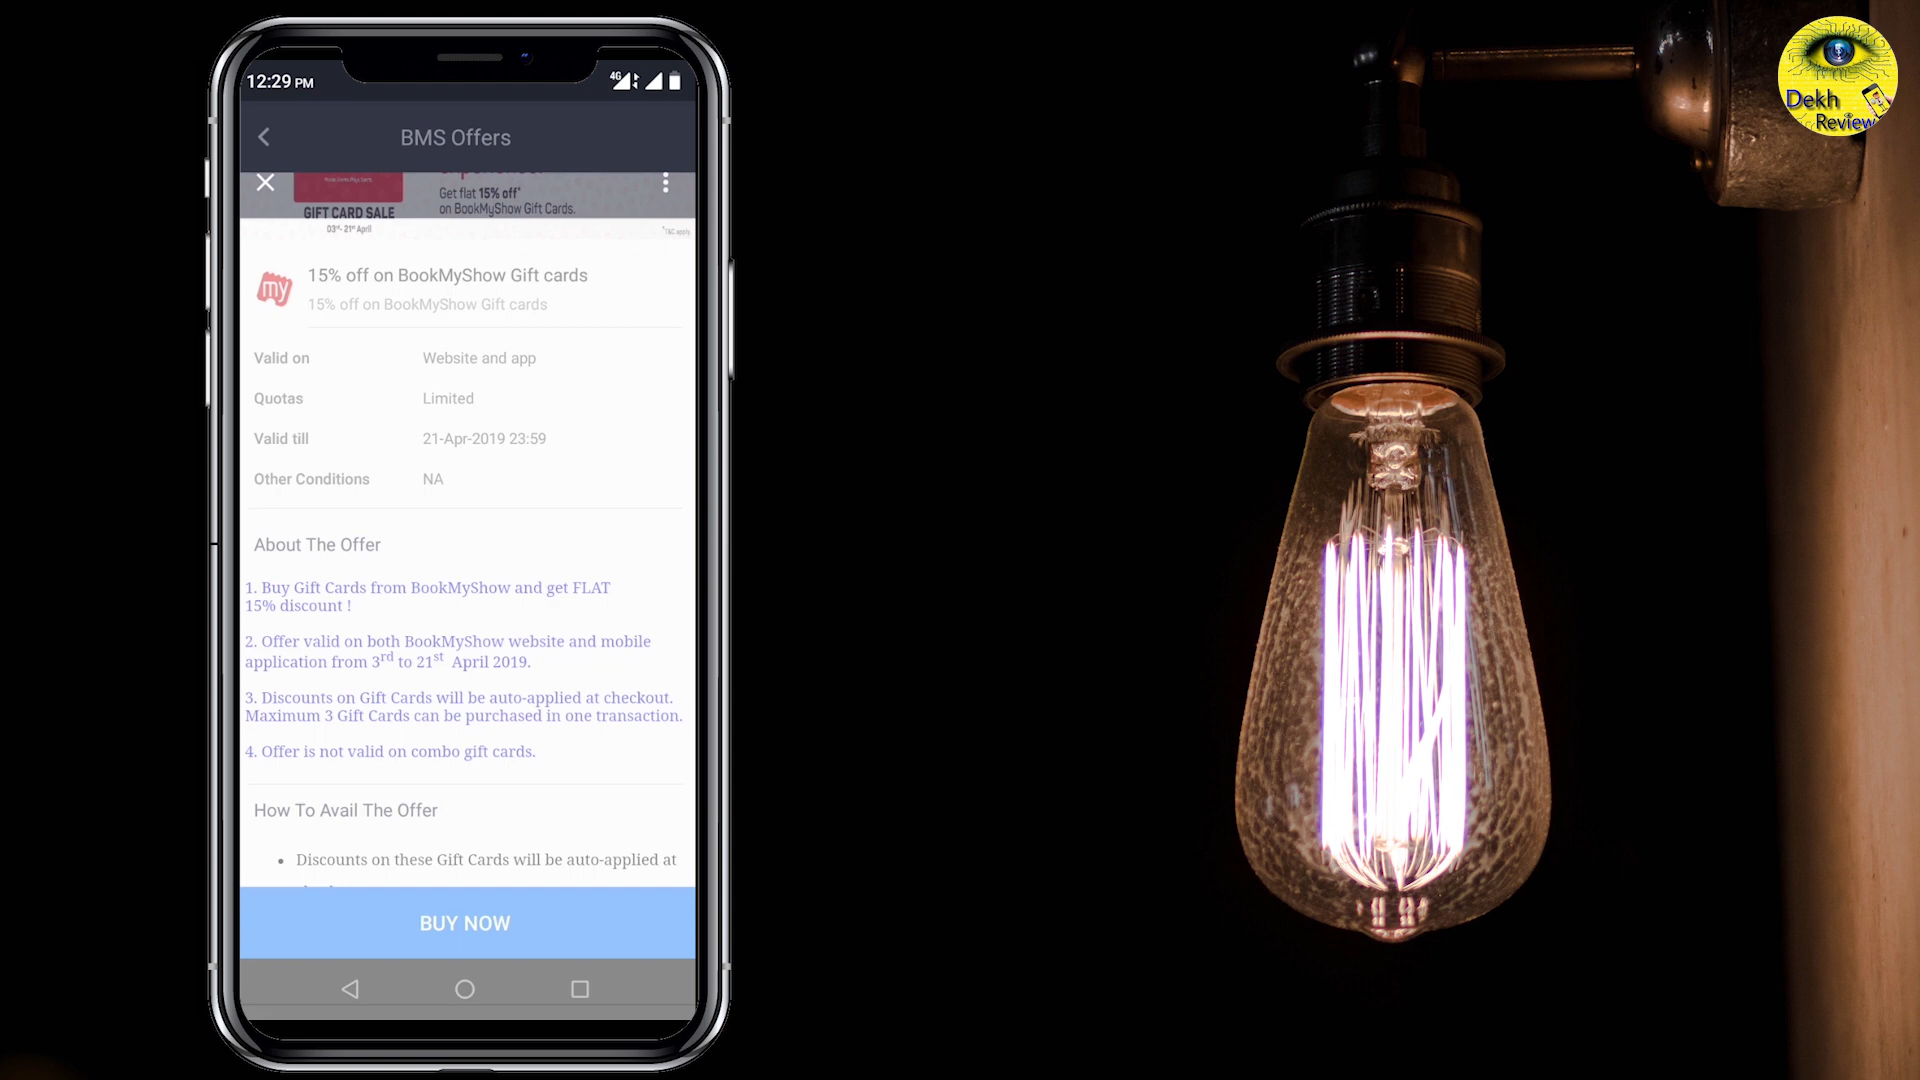 12:29 PM
4G
BMS Offers
Get flat 15% off*
on BookMyShow Gift Cards.
GIFT CARD SALE
03rd- 21st April
*T&C apply
my
15% off on BookMyShow Gift cards
15% off on BookMyShow Gift cards
Valid on Website and app
Quotas Limited
Valid till 21-Apr-2019 23:59
Other Conditions NA
About The Offer
1. Buy Gift Cards from BookMyShow and get FLAT
15% discount !
2. Offer valid on both BookMyShow website and mobile
application from 3rd to 21st April 2019.
3. Discounts on Gift Cards will be auto-applied at checkout.
Maximum 3 Gift Cards can be purchased in one transaction.
4. Offer is not valid on combo gift cards.
How To Avail The Offer
• Discounts on these Gift Cards will be auto-applied at
BUY NOW
Dekh
Review